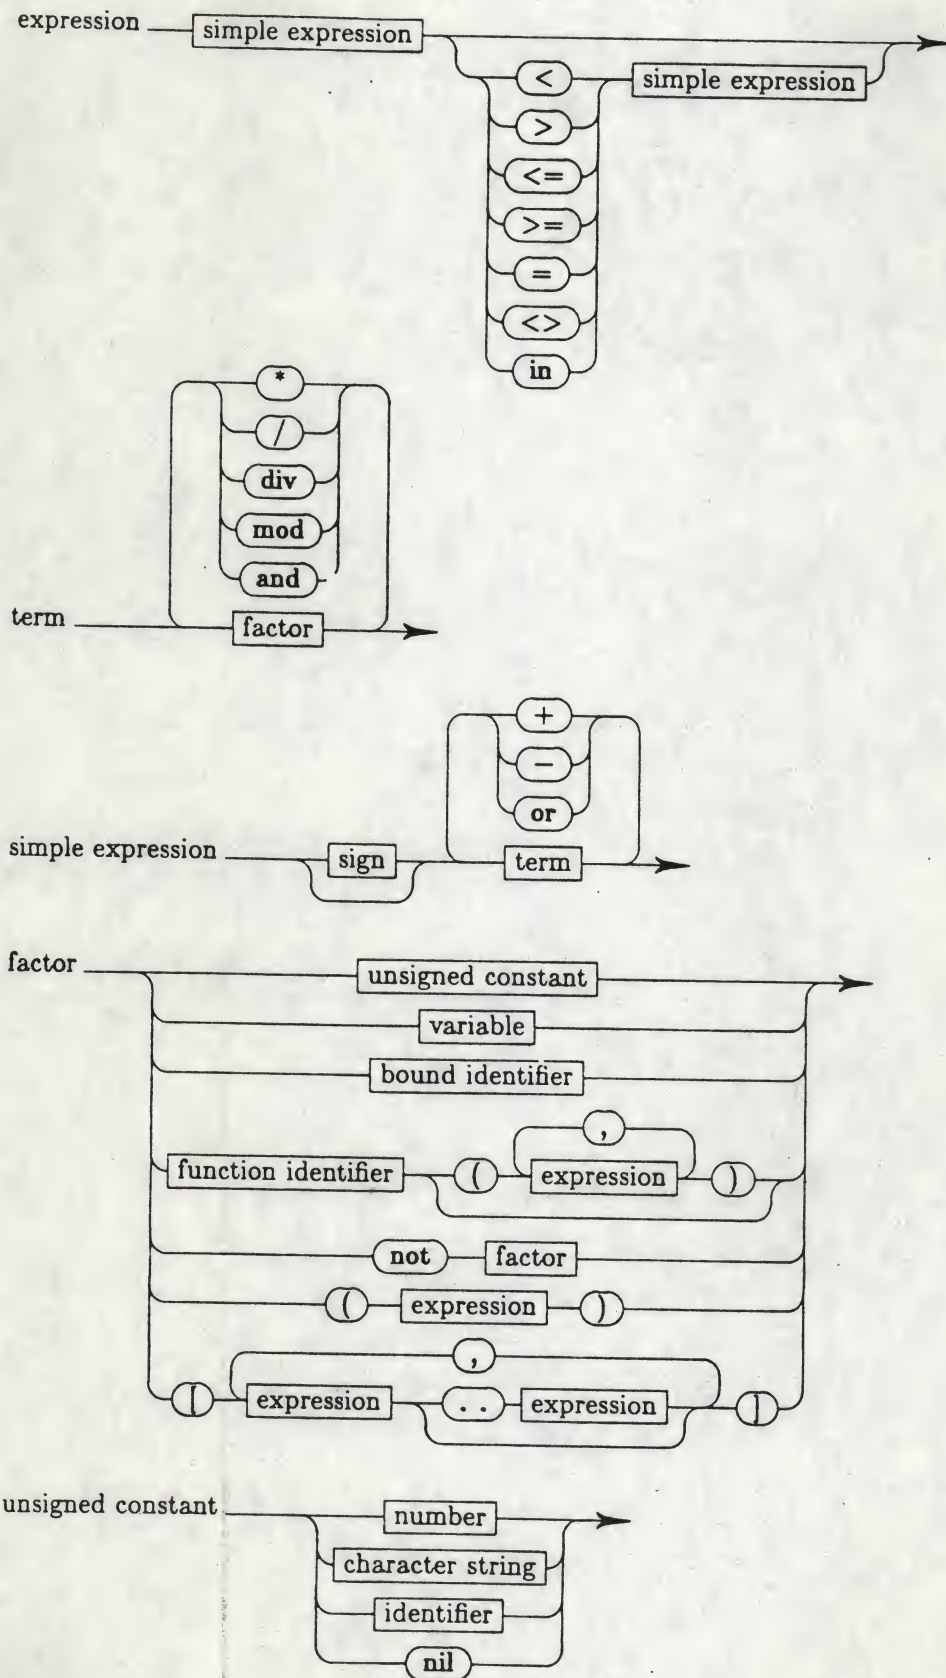 expression simple expression
< simple expression
>
<=
>=
=
<>
in
*
/
div
mod
and
term factor
+
-
or
simple expression sign term
factor unsigned constant
variable
bound identifier
,
function identifier ( expression )
not factor
( expression )
,
[ expression .. expression ]
unsigned constant number
character string
identifier
nil